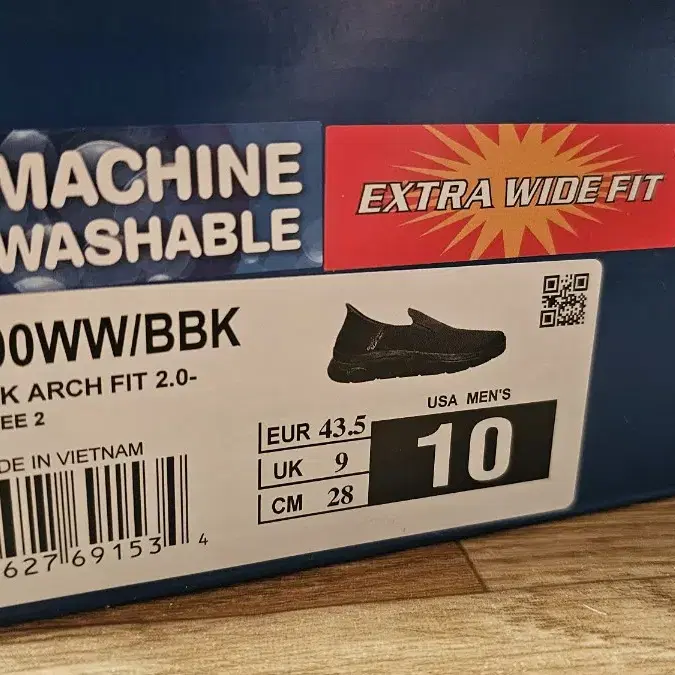 MACHINE
WASHABLE
EXTRA WIDE FIT
00WW/BBK
K ARCH FIT 2.0-
EE 2
DE IN VIETNAM
627 69153 4
USA MEN'S
10
EUR 43.5
UK 9
CM 28